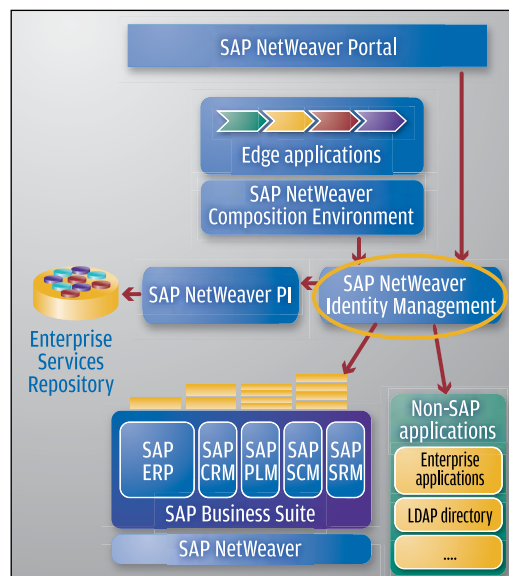 SAP NetWeaver Portal
Edge applications
SAP NetWeaver
Composition Environment
SAP NetWeaver PI
SAP NetWeaver
Identity Management
Enterprise
Services
Repository
Non-SAP
applications
Enterprise
applications
LDAP directory
....
SAP
ERP
SAP
CRM
SAP
PLM
SAP
SCM
SAP
SRM
SAP Business Suite
SAP NetWeaver